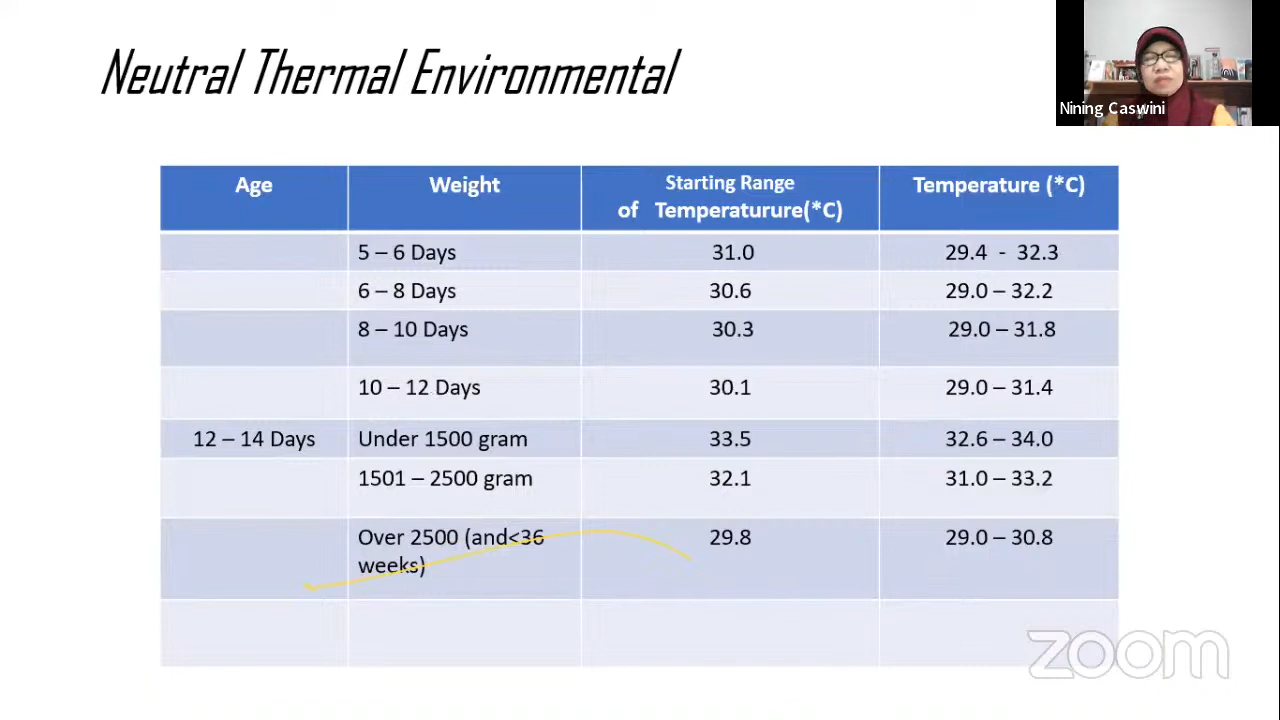 Neutral Thermal Environmental
Nining Caswini
Age Weight Starting Range of Temperaturure(*C) Temperature (*C)
5 – 6 Days 31.0 29.4 - 32.3
6 – 8 Days 30.6 29.0 – 32.2
8 – 10 Days 30.3 29.0 – 31.8
10 – 12 Days 30.1 29.0 – 31.4
12 – 14 Days Under 1500 gram 33.5 32.6 – 34.0
1501 – 2500 gram 32.1 31.0 – 33.2
Over 2500 (and<36 29.8 29.0 – 30.8
weeks)
zoom